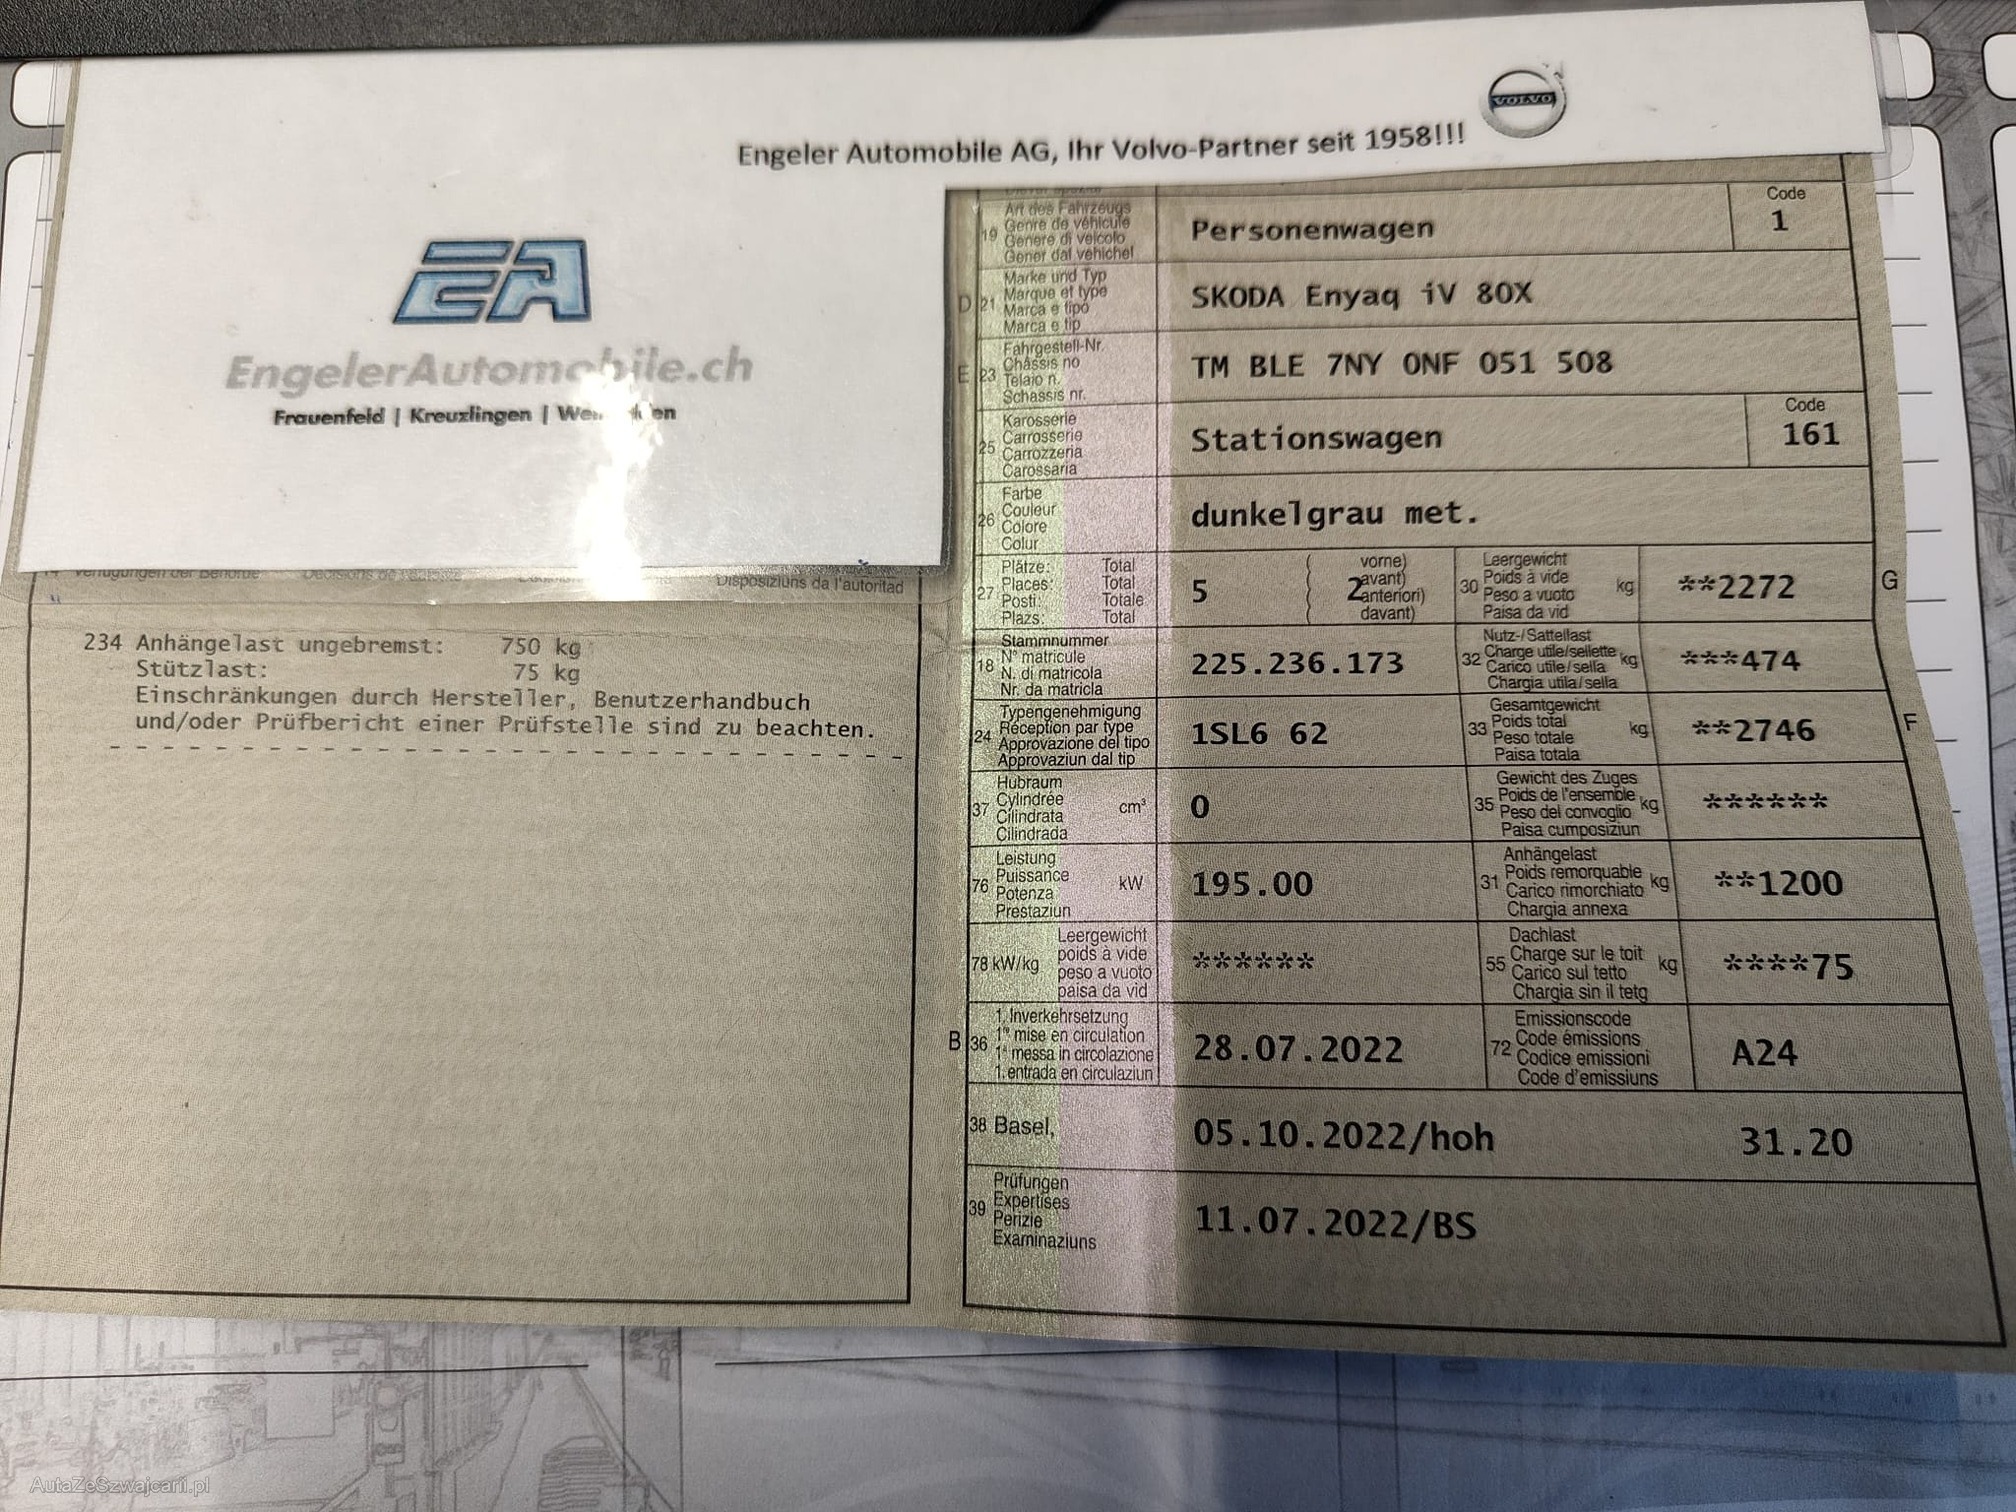 Engeler Automobile AG, Ihr Volvo-Partner seit 1958!!!
VOLVO
EA
EngelerAutomobile.ch
Frauenfeld | Kreuzlingen |
Disposiziuns da l'autoritad
234 Anhängelast ungebremst: 750 kg
Stützlast: 75 kg
Einschränkungen durch Hersteller, Benutzerhandbuch
und/oder Prüfbericht einer Prüfstelle sind zu beachten.
19 Art des Fahrzeugs
Genre de véhicule
Genere di veicolo
Gener dal vehichel
Personenwagen
Code
1
D 21 Marke und Typ
Marque et type
Marca e tipo
Marca e tip
SKODA Enyaq iV 80X
E 23 Fahrgestell-Nr.
Châssis no
Telaio n.
Schassis nr.
TM BLE 7NY 0NF 051 508
25 Karosserie
Carrosserie
Carrozzeria
Carossaria
Stationswagen
Code
161
26 Farbe
Couleur
Colore
Colur
dunkelgrau met.
27 Plätze: Total
Places: Total
Posti: Totale
Plazs: Total
5
2
vorne)
avant)
anteriori)
davant)
30 Leergewicht
Poids à vide
Peso a vuoto
Paisa da vid
kg
**2272
G
18 Stammnummer
N° matricule
N. di matricola
Nr. da matricla
225.236.173
32 Nutz-/Sattellast
Charge utile/sellette
Carico utile/sella
Chargia utila/sella
kg
***474
24 Typengenehmigung
Réception par type
Approvazione del tipo
Approvaziun dal tip
1SL6 62
33 Gesamtgewicht
Poids total
Peso totale
Paisa totala
kg
**2746
F
37 Hubraum
Cylindrée
Cilindrata
Cilindrada
cm³
0
35 Gewicht des Zuges
Poids de l'ensemble
Peso del convoglio
Paisa cumposiziun
kg
******
76 Leistung
Puissance
Potenza
Prestaziun
kW
195.00
31 Anhängelast
Poids remorquable
Carico rimorchiato
Chargia annexa
kg
**1200
78 kW/kg
Leergewicht
poids à vide
peso a vuoto
paisa da vid
******
55 Dachlast
Charge sur le toit
Carico sul tetto
Chargia sin il tetg
kg
****75
B 36 1. Inverkehrsetzung
1re mise en circulation
1a messa in circolazione
1. entrada en circulaziun
28.07.2022
72 Emissionscode
Code émissions
Codice emissioni
Code d'emissiuns
A24
38 Basel,
05.10.2022/hoh 31.20
39 Prüfungen
Expertises
Perizie
Examinaziuns
11.07.2022/BS
AutaZeSzwajcarii.pl